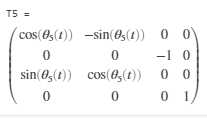 T5 =
cos(θ₅(t)) −sin(θ₅(t)) 0 0
0 0 −1 0
sin(θ₅(t)) cos(θ₅(t)) 0 0
0 0 0 1